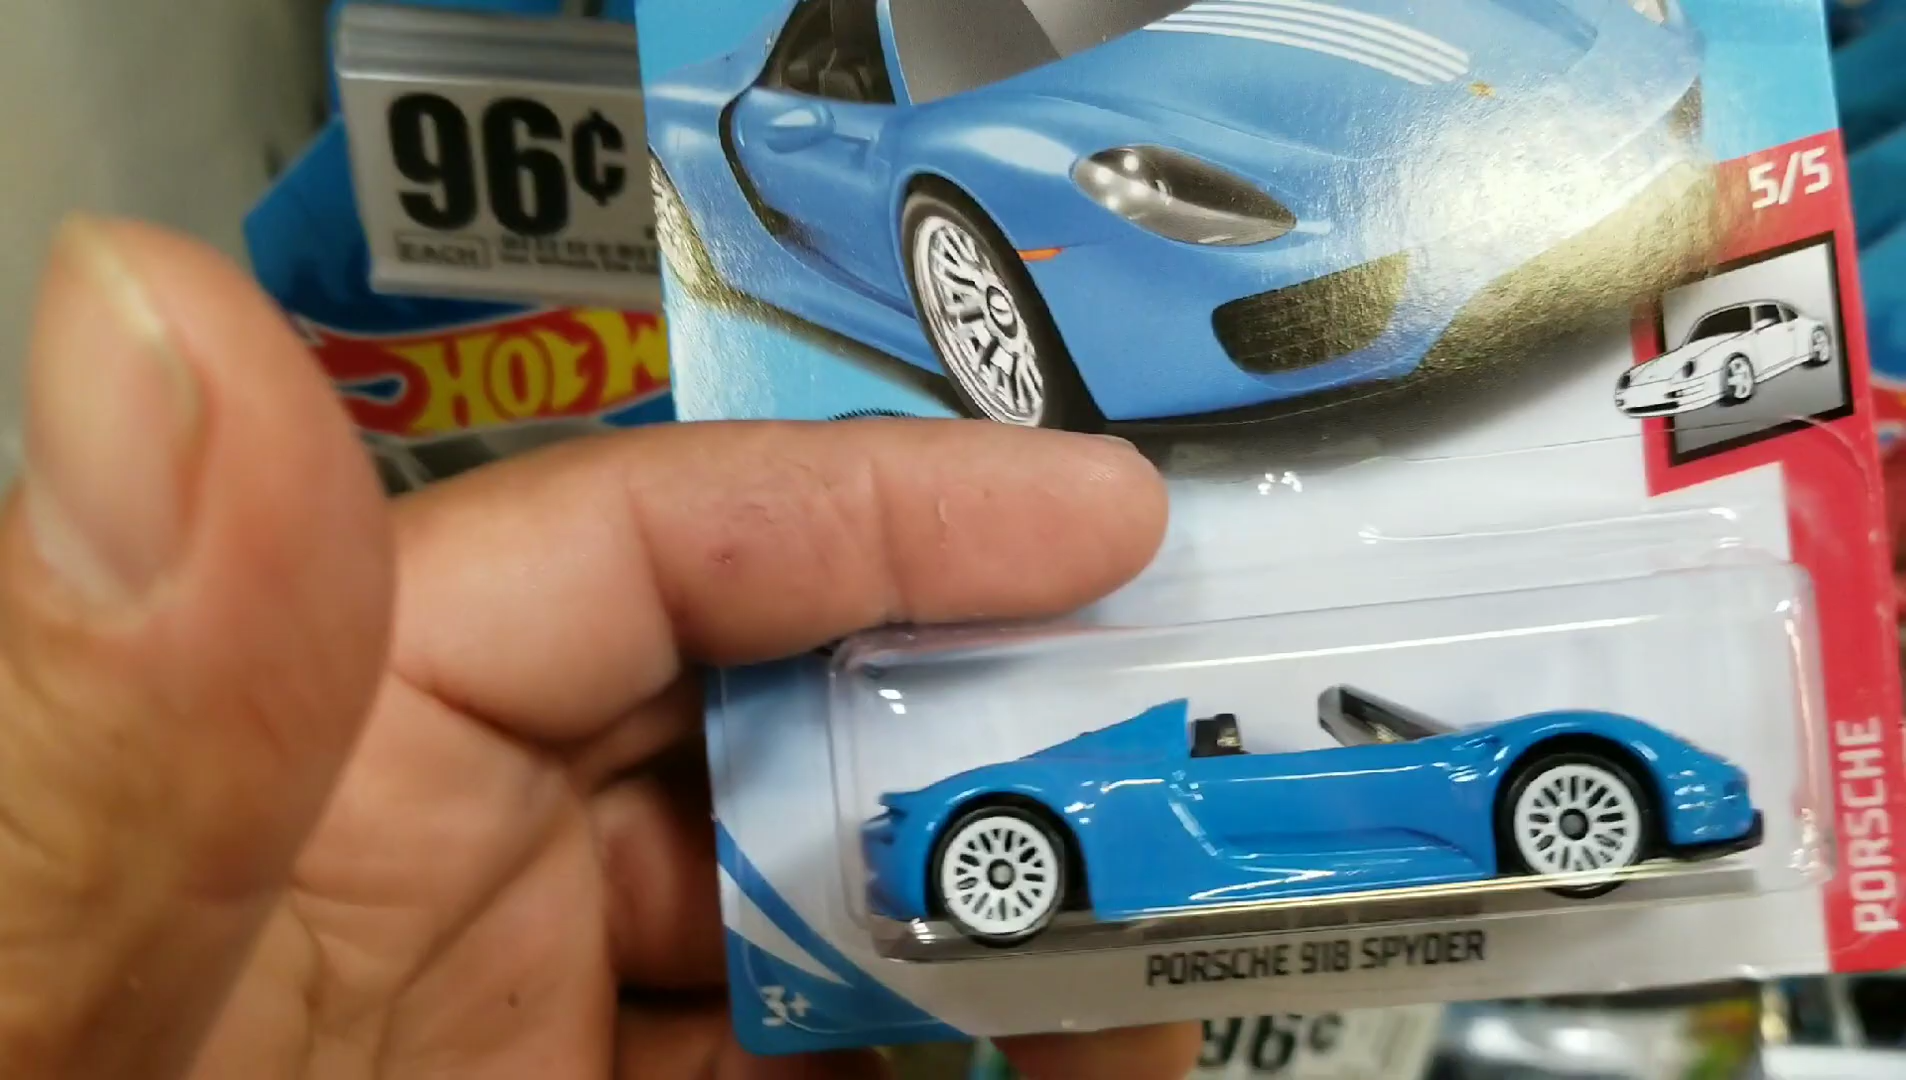 96¢
EACH
HOT W
5/5
PORSCHE
PORSCHE 918 SPYDER
3+
96¢